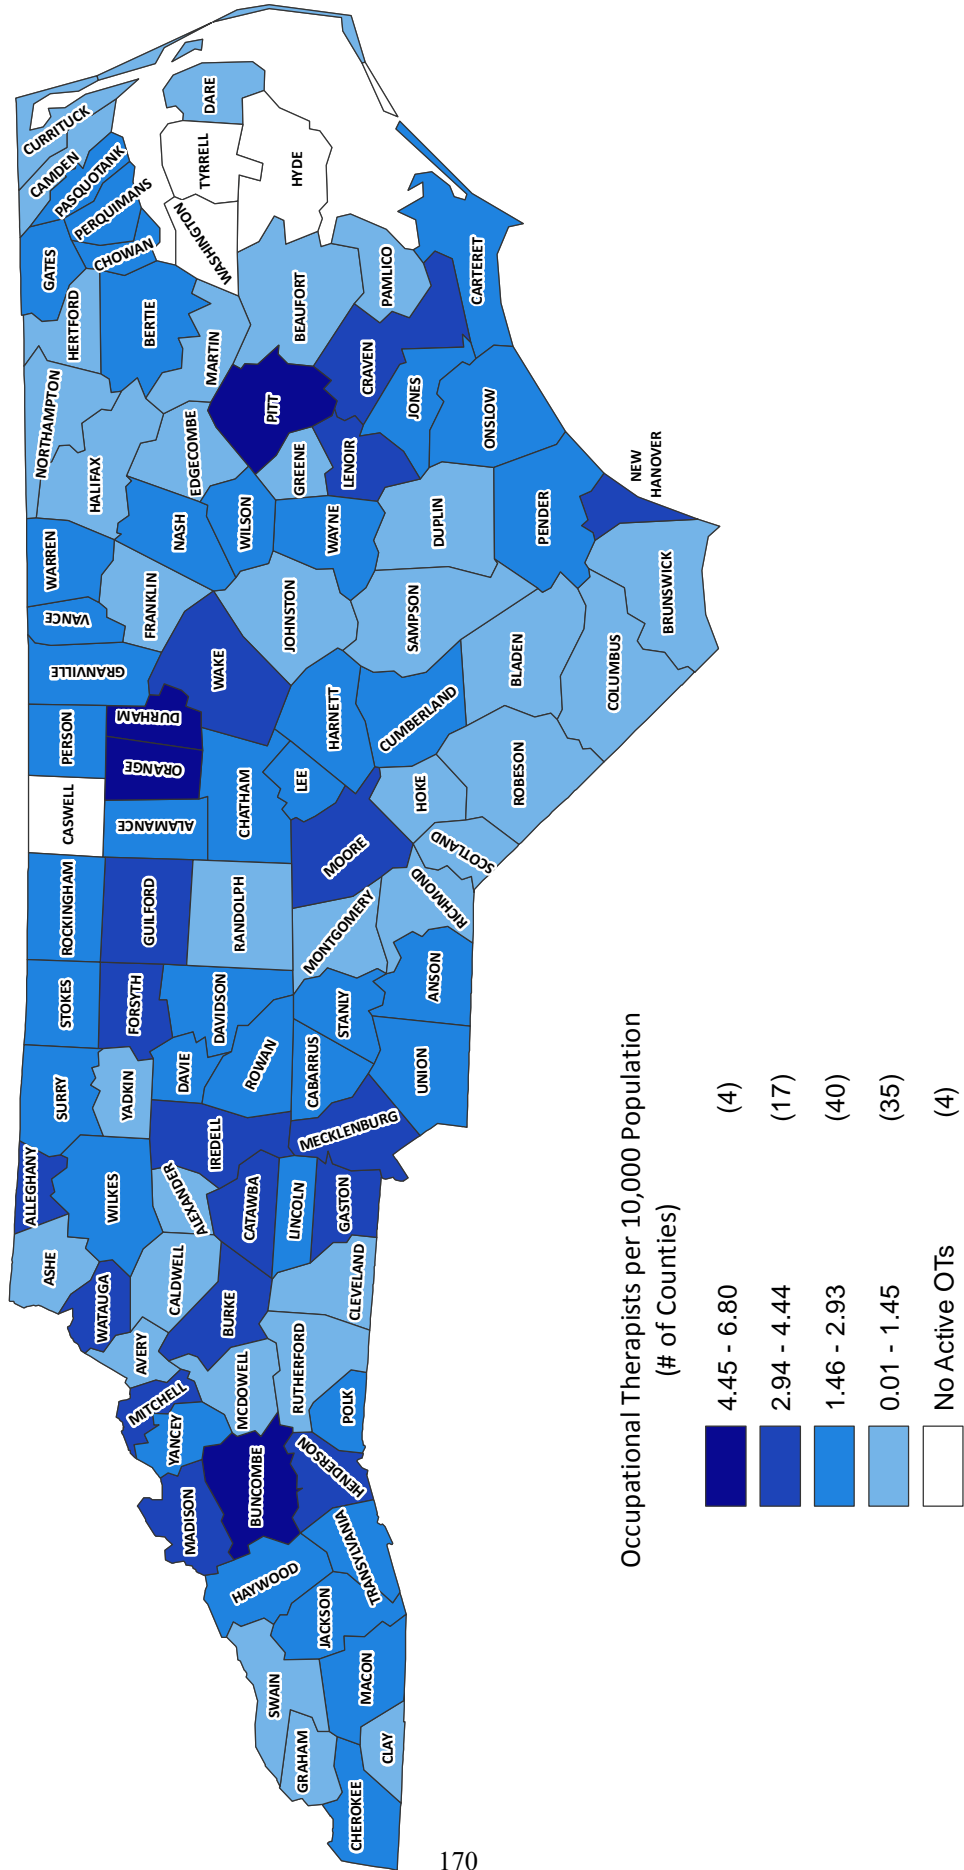 ALLEGHANY
ASHE
SURRY
STOKES
ROCKINGHAM
CASWELL
PERSON
GRANVILLE
VANCE
WARREN
NORTHAMPTON
HERTFORD
GATES
CURRITUCK
CAMDEN
PASQUOTANK
PERQUIMANS
CHOWAN
WATAUGA
WILKES
YADKIN
FORSYTH
GUILFORD
ALAMANCE
ORANGE
DURHAM
FRANKLIN
HALIFAX
BERTIE
MITCHELL
AVERY
CALDWELL
ALEXANDER
DAVIE
NASH
EDGECOMBE
MARTIN
WASHINGTON
TYRRELL
DARE
MADISON
YANCEY
BURKE
IREDELL
DAVIDSON
RANDOLPH
CHATHAM
WAKE
WILSON
PITT
BEAUFORT
HYDE
HAYWOOD
BUNCOMBE
MCDOWELL
CATAWBA
ROWAN
JOHNSTON
GREENE
SWAIN
GRAHAM
JACKSON
HENDERSON
RUTHERFORD
LINCOLN
CABARRUS
STANLY
MONTGOMERY
MOORE
LEE
HARNETT
WAYNE
LENOIR
CRAVEN
PAMLICO
CHEROKEE
CLAY
MACON
TRANSYLVANIA
POLK
CLEVELAND
GASTON
MECKLENBURG
UNION
ANSON
RICHMOND
SCOTLAND
HOKE
CUMBERLAND
SAMPSON
DUPLIN
JONES
CARTERET
ONSLOW
ROBESON
BLADEN
PENDER
COLUMBUS
BRUNSWICK
NEW
HANOVER
Occupational Therapists per 10,000 Population
(# of Counties)
4.45 - 6.80 (4)
2.94 - 4.44 (17)
1.46 - 2.93 (40)
0.01 - 1.45 (35)
No Active OTs (4)
170